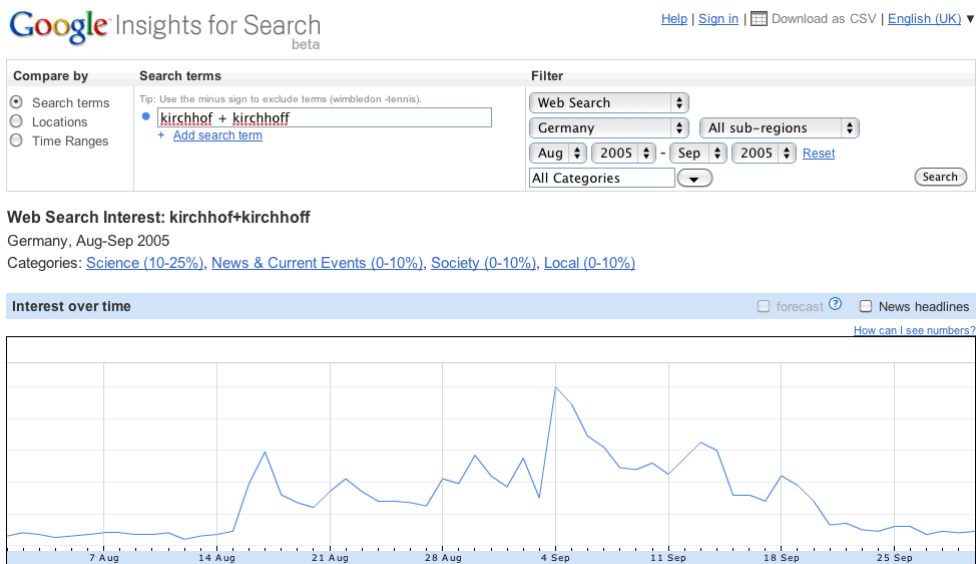 Google Insights for Search
beta
Help | Sign in | Download as CSV | English (UK) ▼
Compare by
Search terms
Locations
Time Ranges
Search terms
Tip: Use the minus sign to exclude terms (wimbledon -tennis).
kirchhof + kirchhoff
+ Add search term
Filter
Web Search
Germany All sub-regions
Aug 2005 - Sep 2005 Reset
All Categories
Search
Web Search Interest: kirchhof+kirchhoff
Germany, Aug-Sep 2005
Categories: Science (10-25%), News & Current Events (0-10%), Society (0-10%), Local (0-10%)
Interest over time
forecast ? News headlines
How can I see numbers?
7 Aug 14 Aug 21 Aug 28 Aug 4 Sep 11 Sep 18 Sep 25 Sep